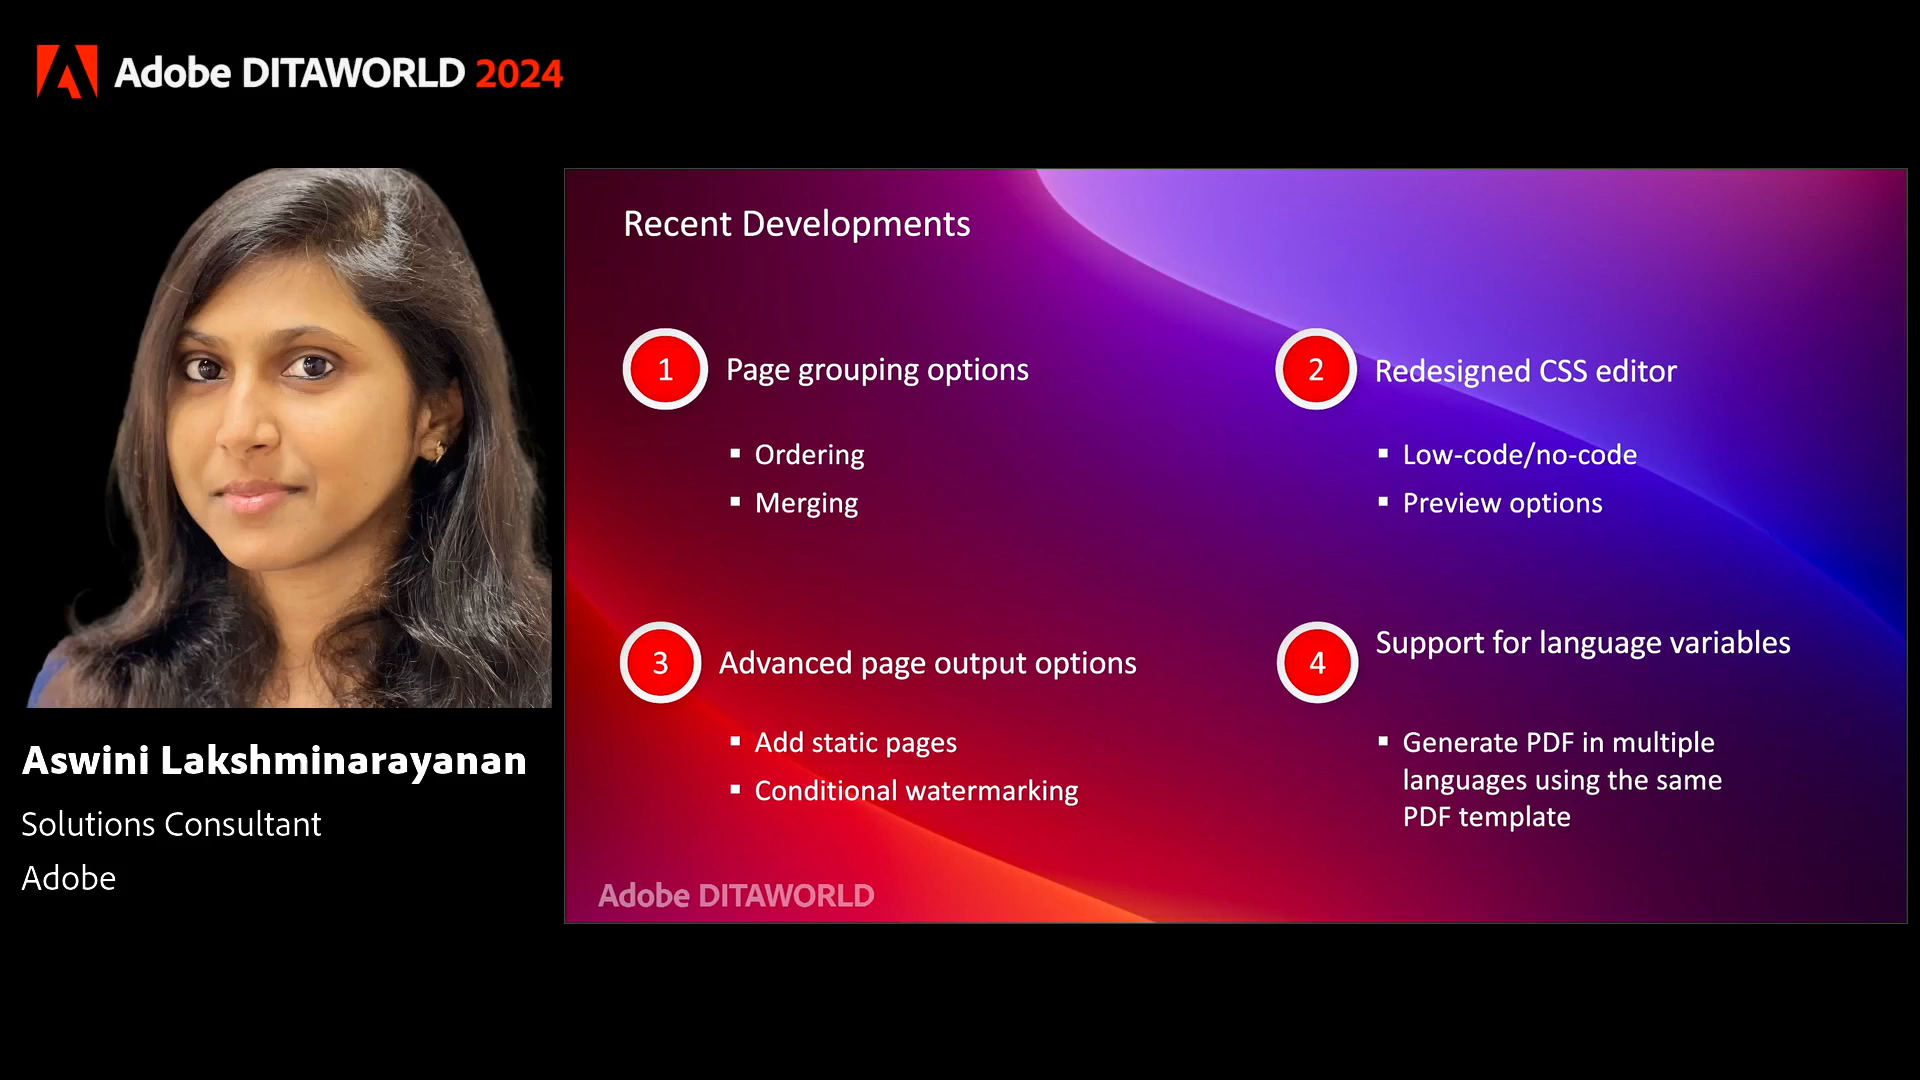 Adobe DITAWORLD 2024
Recent Developments
1 Page grouping options
▪ Ordering
▪ Merging
2 Redesigned CSS editor
▪ Low-code/no-code
▪ Preview options
3 Advanced page output options
▪ Add static pages
▪ Conditional watermarking
4 Support for language variables
▪ Generate PDF in multiple
languages using the same
PDF template
Adobe DITAWORLD
Aswini Lakshminarayanan
Solutions Consultant
Adobe